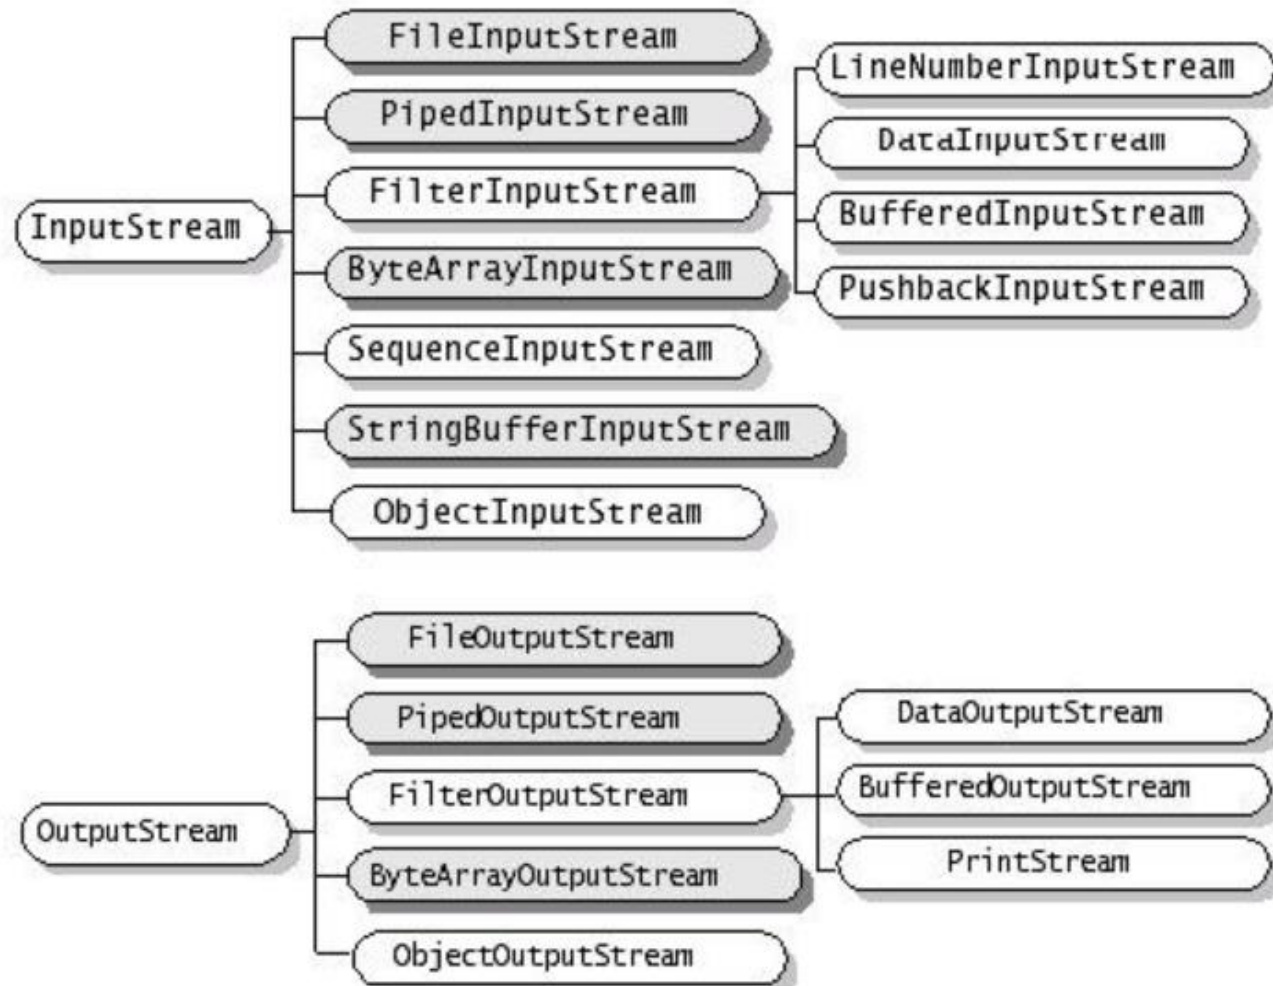 InputStream
FileInputStream
PipedInputStream
FilterInputStream
ByteArrayInputStream
SequenceInputStream
StringBufferInputStream
ObjectInputStream
LineNumberInputStream
DataInputStream
BufferedInputStream
PushbackInputStream
OutputStream
FileOutputStream
PipedOutputStream
FilterOutputStream
ByteArrayOutputStream
ObjectOutputStream
DataOutputStream
BufferedOutputStream
PrintStream